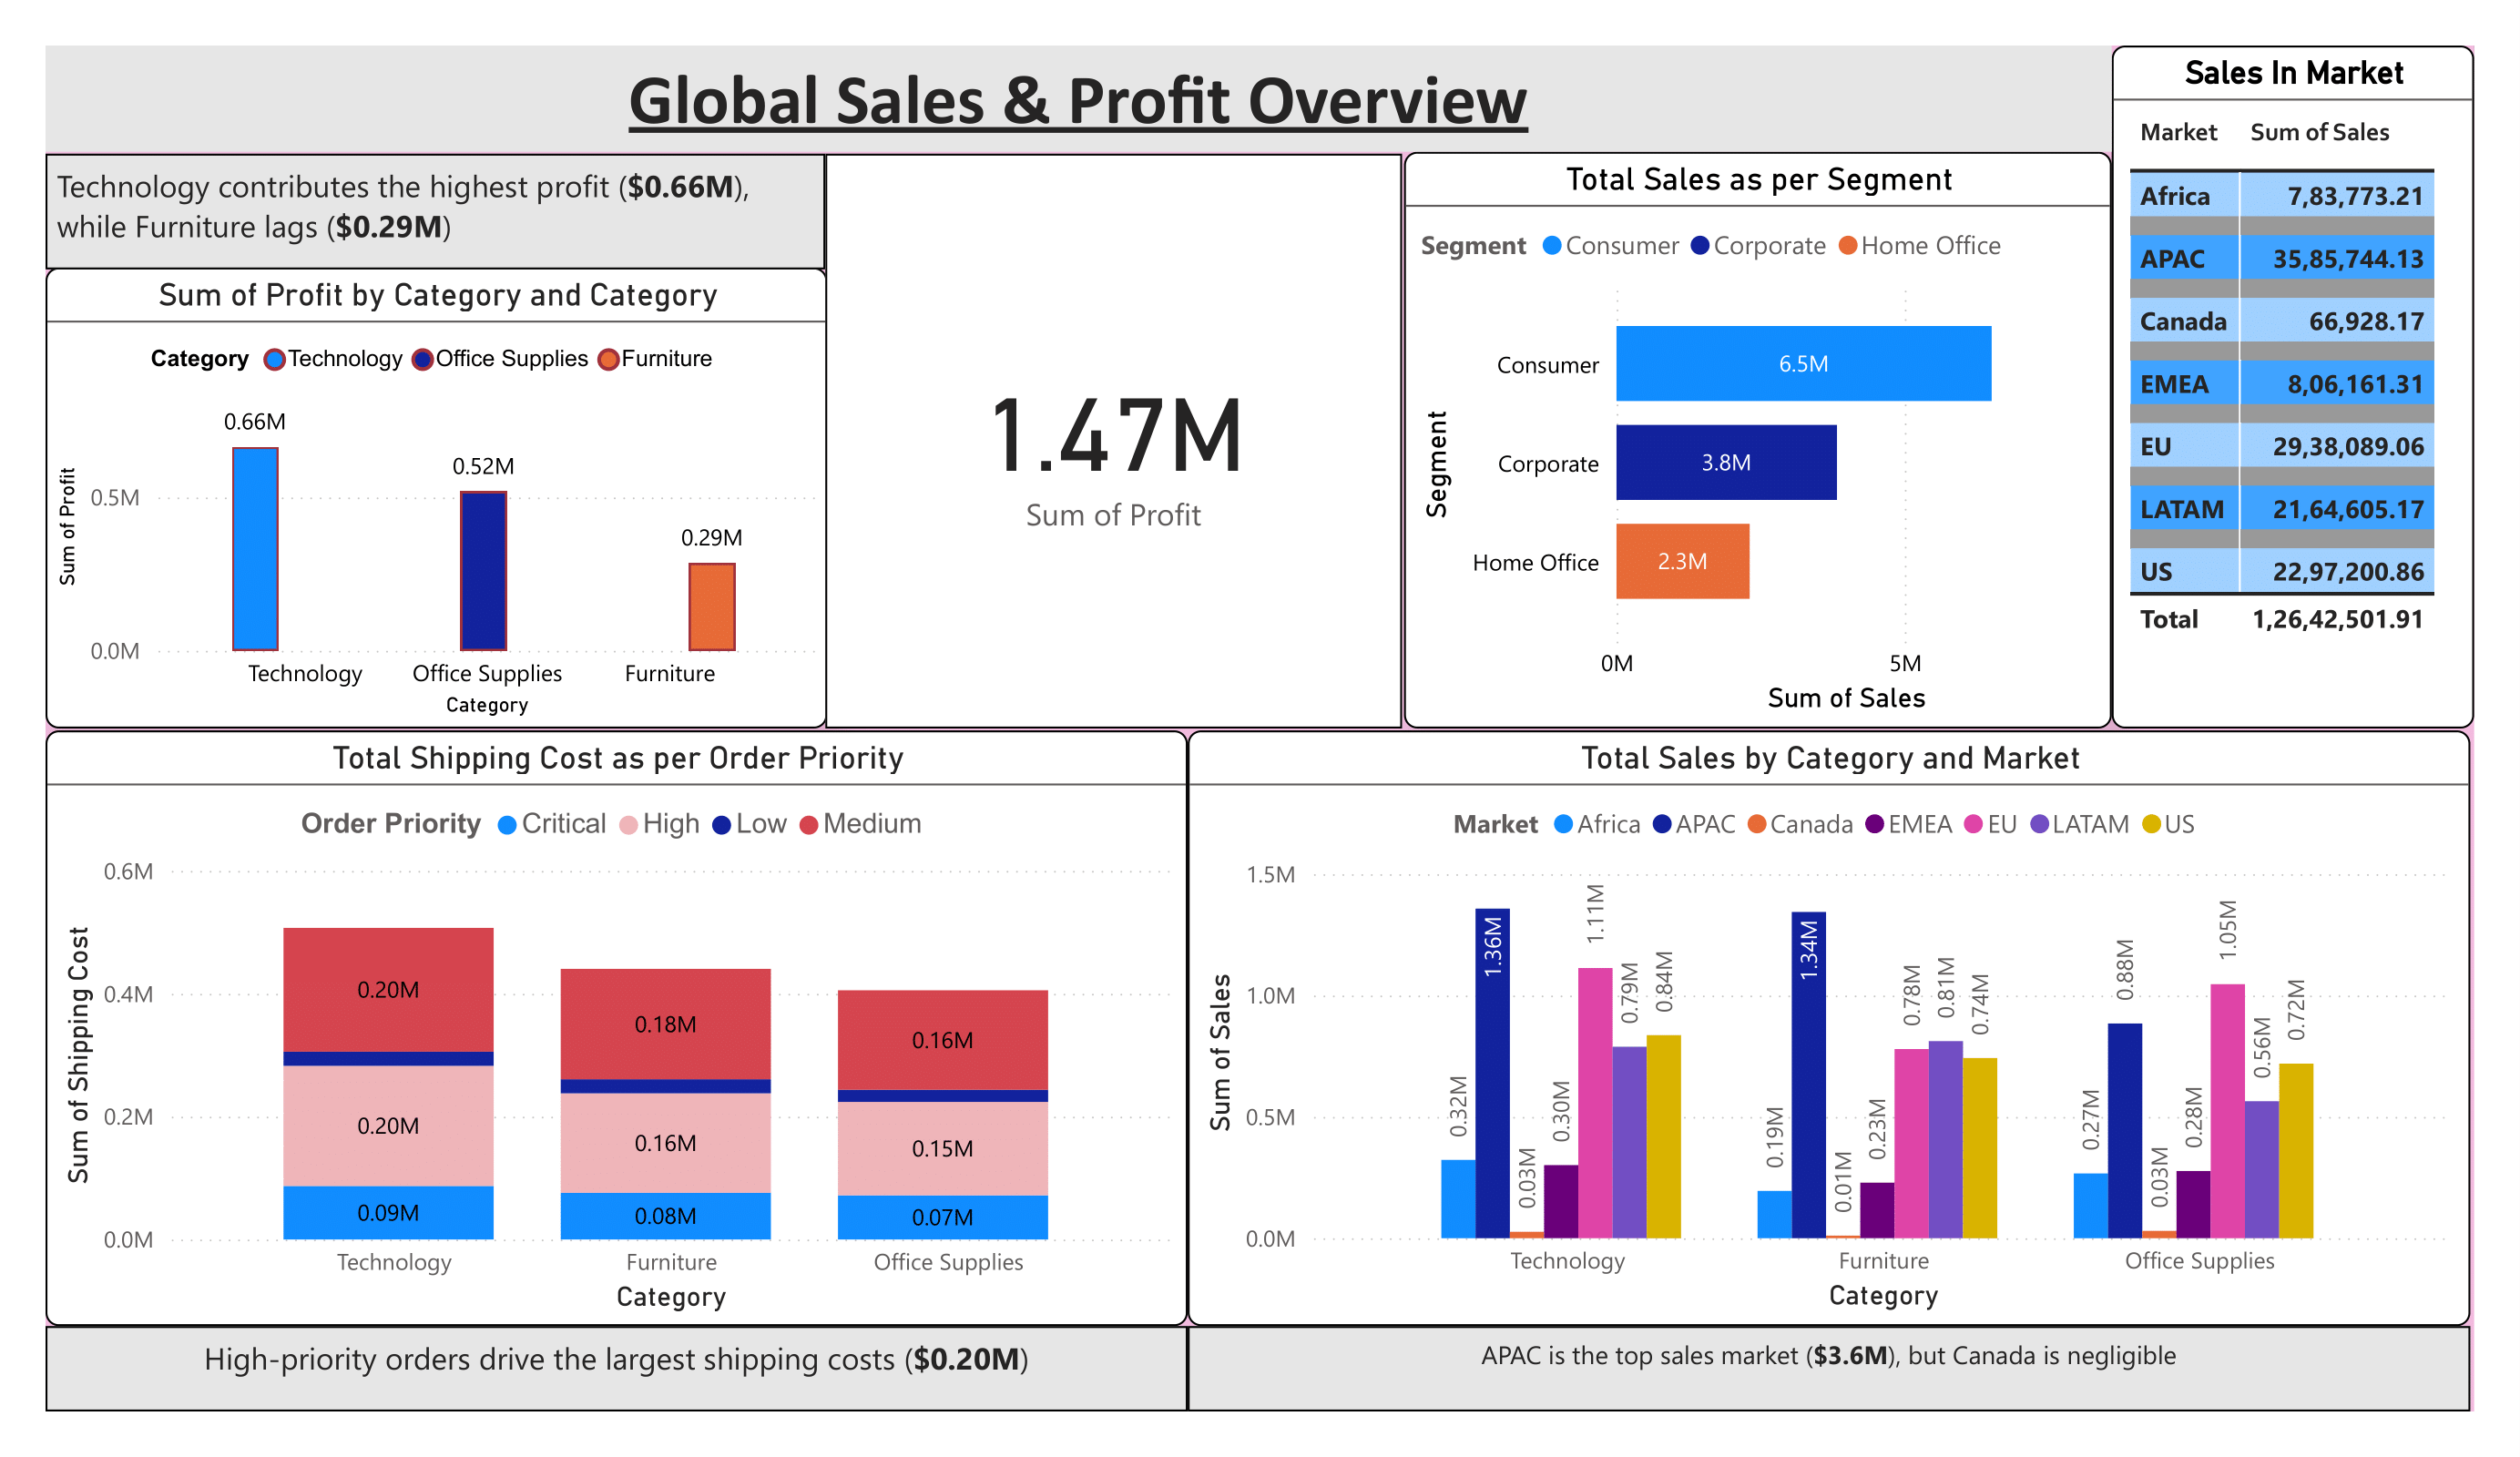 Global Sales & Profit Overview
Technology contributes the highest profit ($0.66M),
while Furniture lags ($0.29M)
Sum of Profit by Category and Category
Category Technology Office Supplies Furniture
Sum of Profit
0.5M
0.0M
0.66M
0.52M
0.29M
Technology Office Supplies Furniture
Category
1.47M
Sum of Profit
Total Sales as per Segment
Segment Consumer Corporate Home Office
Segment
Consumer 6.5M
Corporate 3.8M
Home Office 2.3M
0M 5M
Sum of Sales
Sales In Market
Market Sum of Sales
Africa 7,83,773.21
APAC 35,85,744.13
Canada 66,928.17
EMEA 8,06,161.31
EU 29,38,089.06
LATAM 21,64,605.17
US 22,97,200.86
Total 1,26,42,501.91
Total Shipping Cost as per Order Priority
Order Priority Critical High Low Medium
Sum of Shipping Cost
0.6M
0.4M
0.2M
0.0M
0.20M 0.18M 0.16M
0.20M 0.16M 0.15M
0.09M 0.08M 0.07M
Technology Furniture Office Supplies
Category
Total Sales by Category and Market
Market Africa APAC Canada EMEA EU LATAM US
Sum of Sales
1.5M
1.0M
0.5M
0.0M
0.32M 1.36M 0.03M 0.30M 1.11M 0.79M 0.84M
0.19M 1.34M 0.01M 0.23M 0.78M 0.81M 0.74M
0.27M 0.88M 0.03M 0.28M 1.05M 0.56M 0.72M
Technology Furniture Office Supplies
Category
High-priority orders drive the largest shipping costs ($0.20M)
APAC is the top sales market ($3.6M), but Canada is negligible